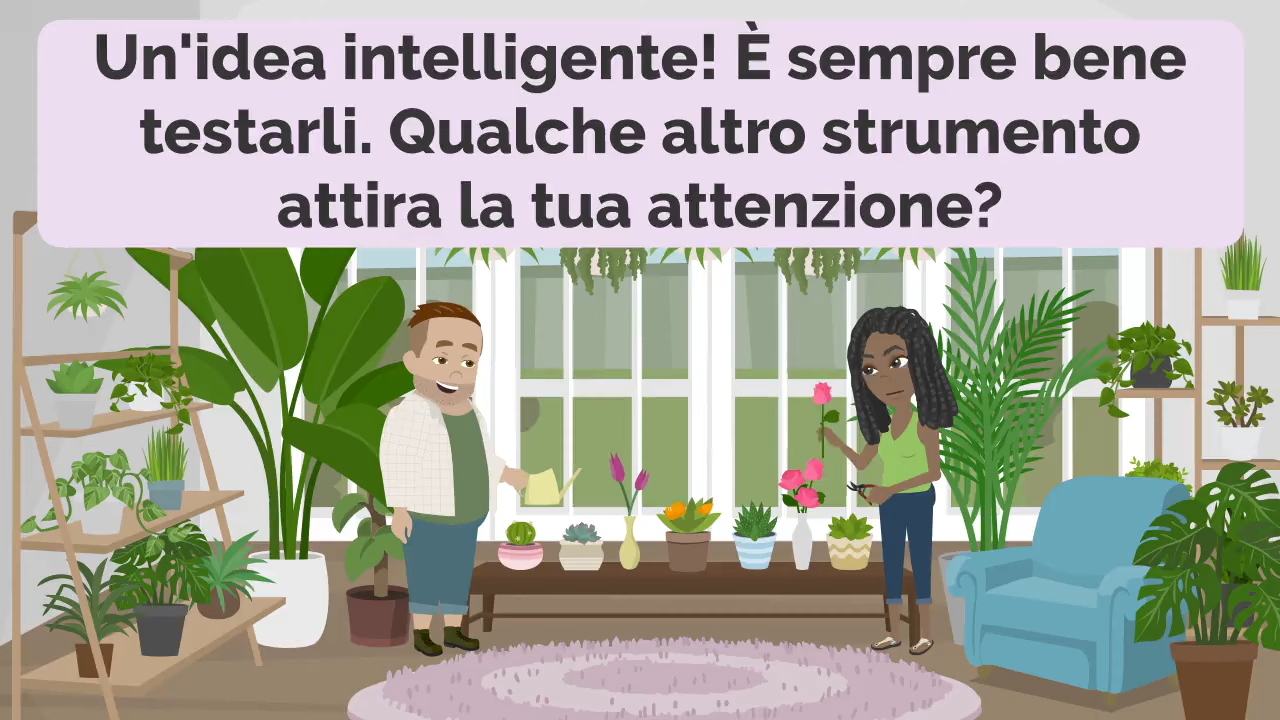 Un'idea intelligente! È sempre bene
testarli. Qualche altro strumento
attira la tua attenzione?